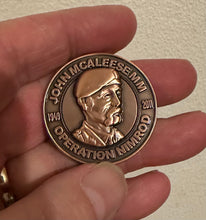 JOHN MCALEESE MM
1949 2011
OPERATION NIMROD